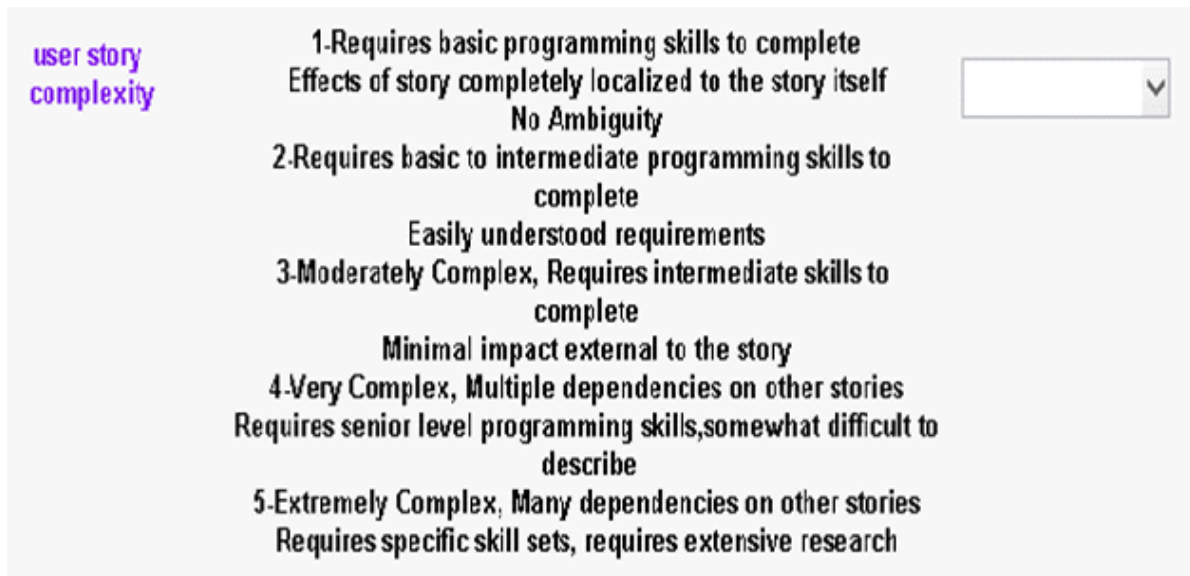 user story
complexity
1-Requires basic programming skills to complete
Effects of story completely localized to the story itself
No Ambiguity
2-Requires basic to intermediate programming skills to
complete
Easily understood requirements
3-Moderately Complex, Requires intermediate skills to
complete
Minimal impact external to the story
4-Very Complex, Multiple dependencies on other stories
Requires senior level programming skills,somewhat difficult to
describe
5-Extremely Complex, Many dependencies on other stories
Requires specific skill sets, requires extensive research